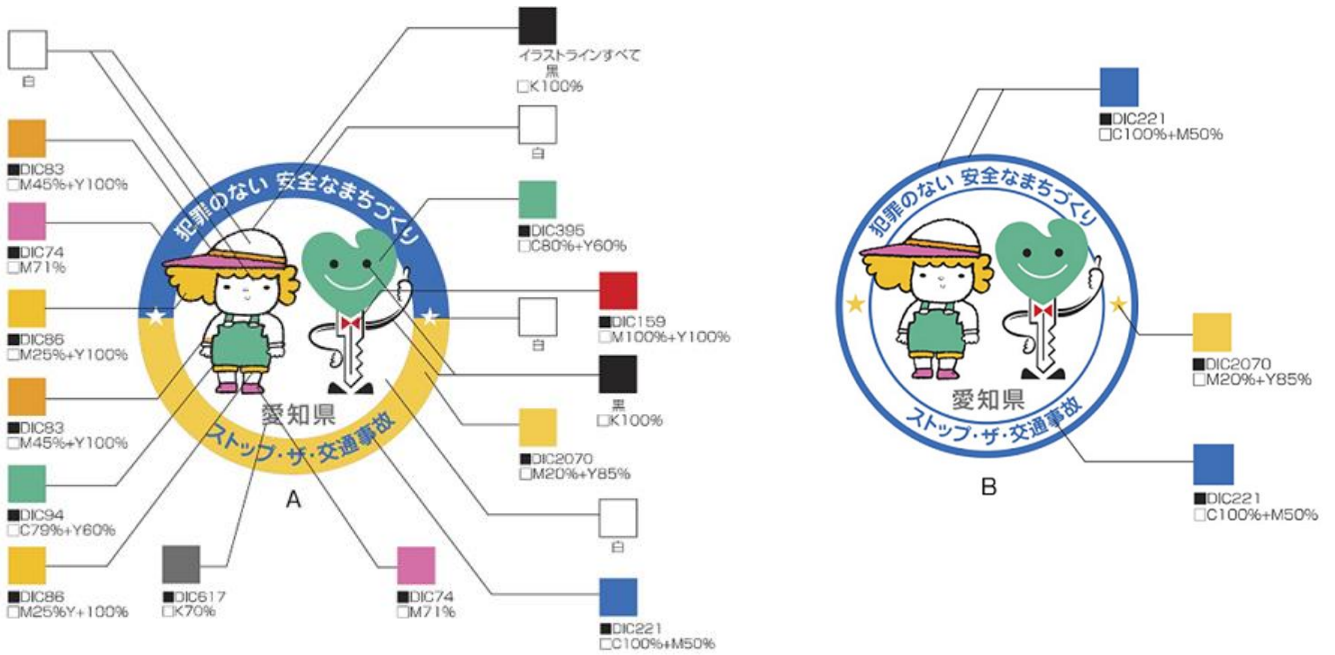 白
■DIC83
□M45%+Y100%
■DIC74
□M71%
■DIC86
□M25%+Y100%
■DIC83
□M45%+Y100%
■DIC94
□C79%+Y60%
■DIC86
□M25%Y+100%
■DIC617
□K70%
犯罪のない 安全なまちづくり
愛知県
ストップ・ザ・交通事故
A
イラストラインすべて
黒
□K100%
白
■DIC395
□C80%+Y60%
■DIC159
□M100%+Y100%
白
黒
□K100%
■DIC2070
□M20%+Y85%
白
■DIC74
□M71%
■DIC221
□C100%+M50%
■DIC221
□C100%+M50%
犯罪のない 安全なまちづくり
愛知県
ストップ・ザ・交通事故
B
■DIC2070
□M20%+Y85%
■DIC221
□C100%+M50%